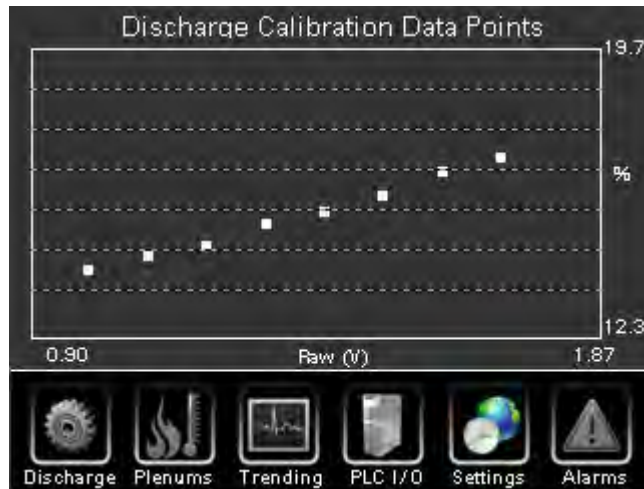 Discharge Calibration Data Points
19.7
%
12.3
0.90 Raw (V) 1.87
Discharge Plenums Trending PLC I/O Settings Alarms